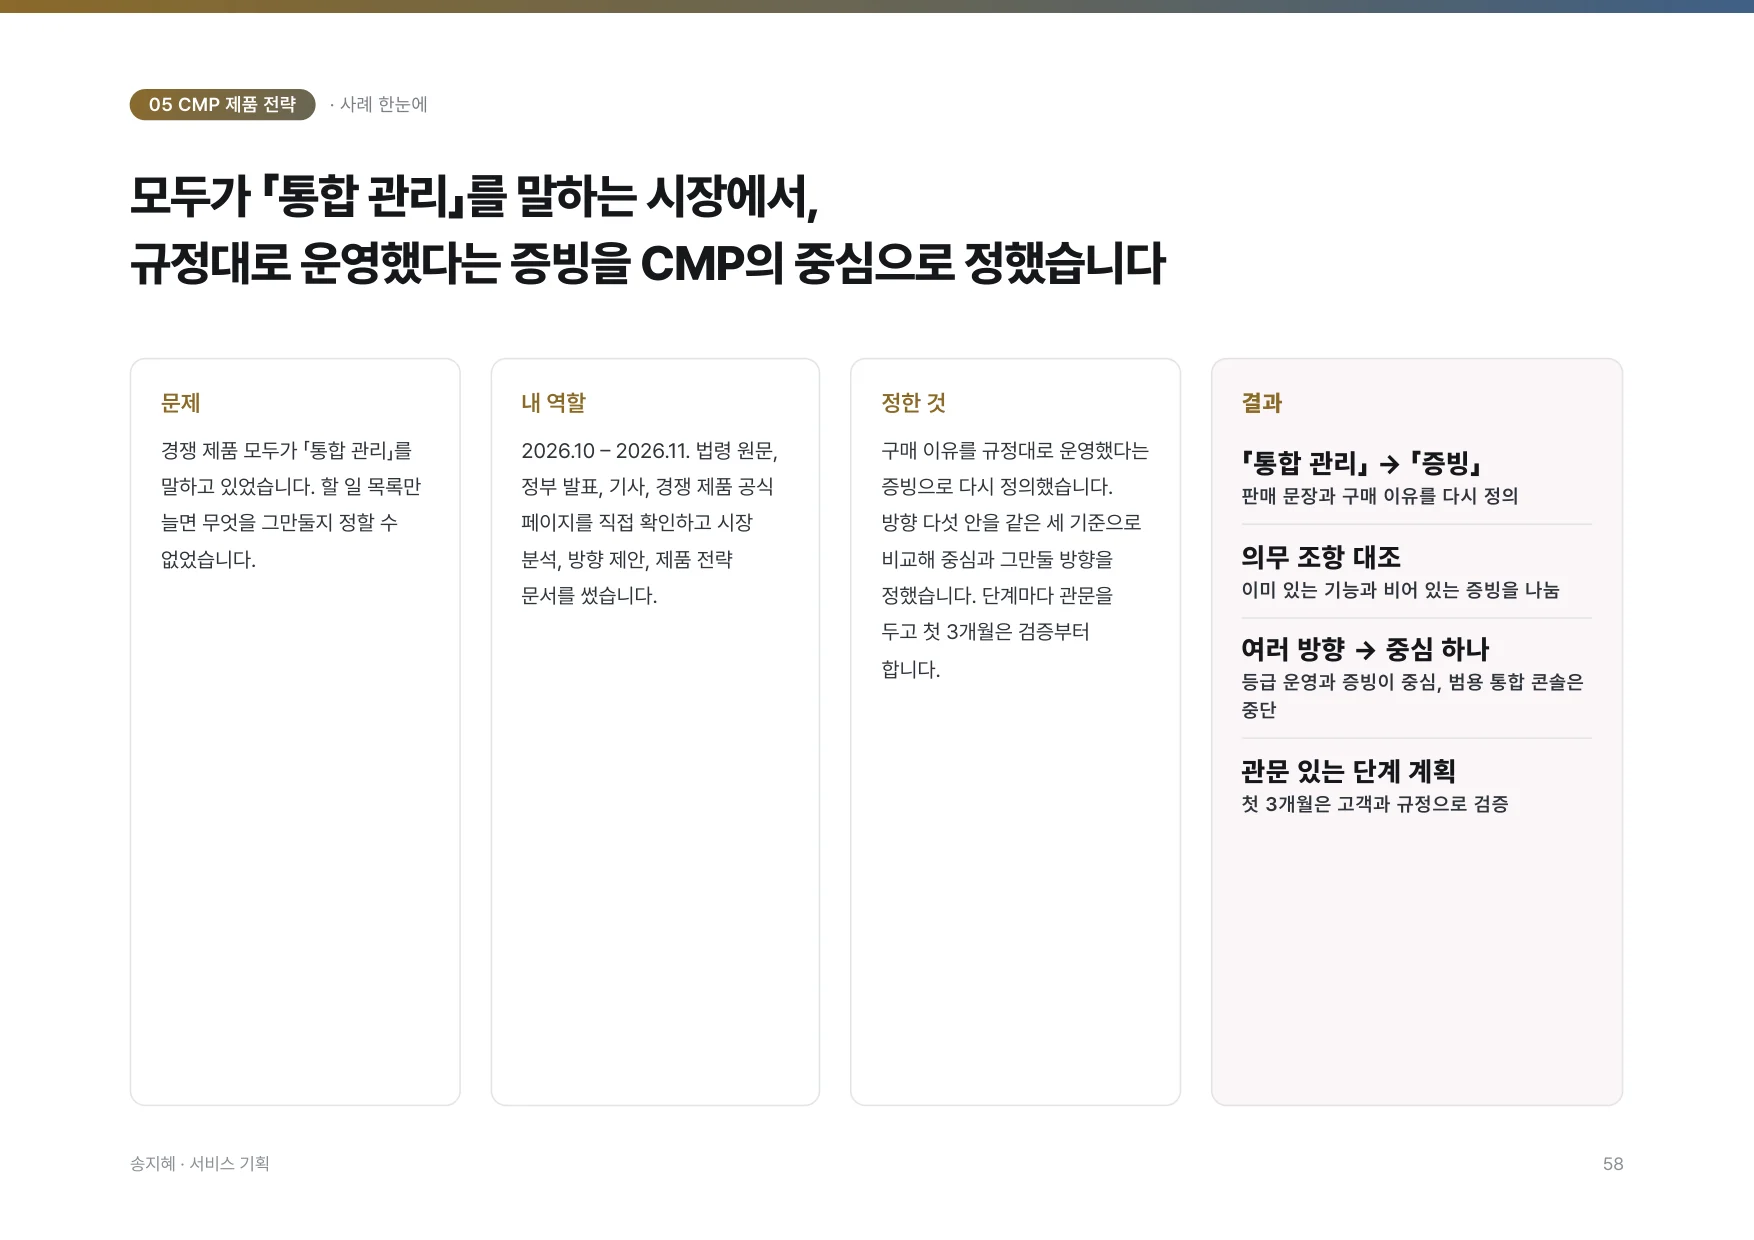 05 CMP 제품 전략 · 사례 한눈에
모두가 「통합 관리」를 말하는 시장에서,
규정대로 운영했다는 증빙을 CMP의 중심으로 정했습니다
문제
경쟁 제품 모두가 「통합 관리」를
말하고 있었습니다. 할 일 목록만
늘면 무엇을 그만둘지 정할 수
없었습니다.
내 역할
2026.10 – 2026.11. 법령 원문,
정부 발표, 기사, 경쟁 제품 공식
페이지를 직접 확인하고 시장
분석, 방향 제안, 제품 전략
문서를 썼습니다.
정한 것
구매 이유를 규정대로 운영했다는
증빙으로 다시 정의했습니다.
방향 다섯 안을 같은 세 기준으로
비교해 중심과 그만둘 방향을
정했습니다. 단계마다 관문을
두고 첫 3개월은 검증부터
합니다.
결과
「통합 관리」 → 「증빙」
판매 문장과 구매 이유를 다시 정의
의무 조항 대조
이미 있는 기능과 비어 있는 증빙을 나눔
여러 방향 → 중심 하나
등급 운영과 증빙이 중심, 범용 통합 콘솔은
중단
관문 있는 단계 계획
첫 3개월은 고객과 규정으로 검증
송지혜 · 서비스 기획
58